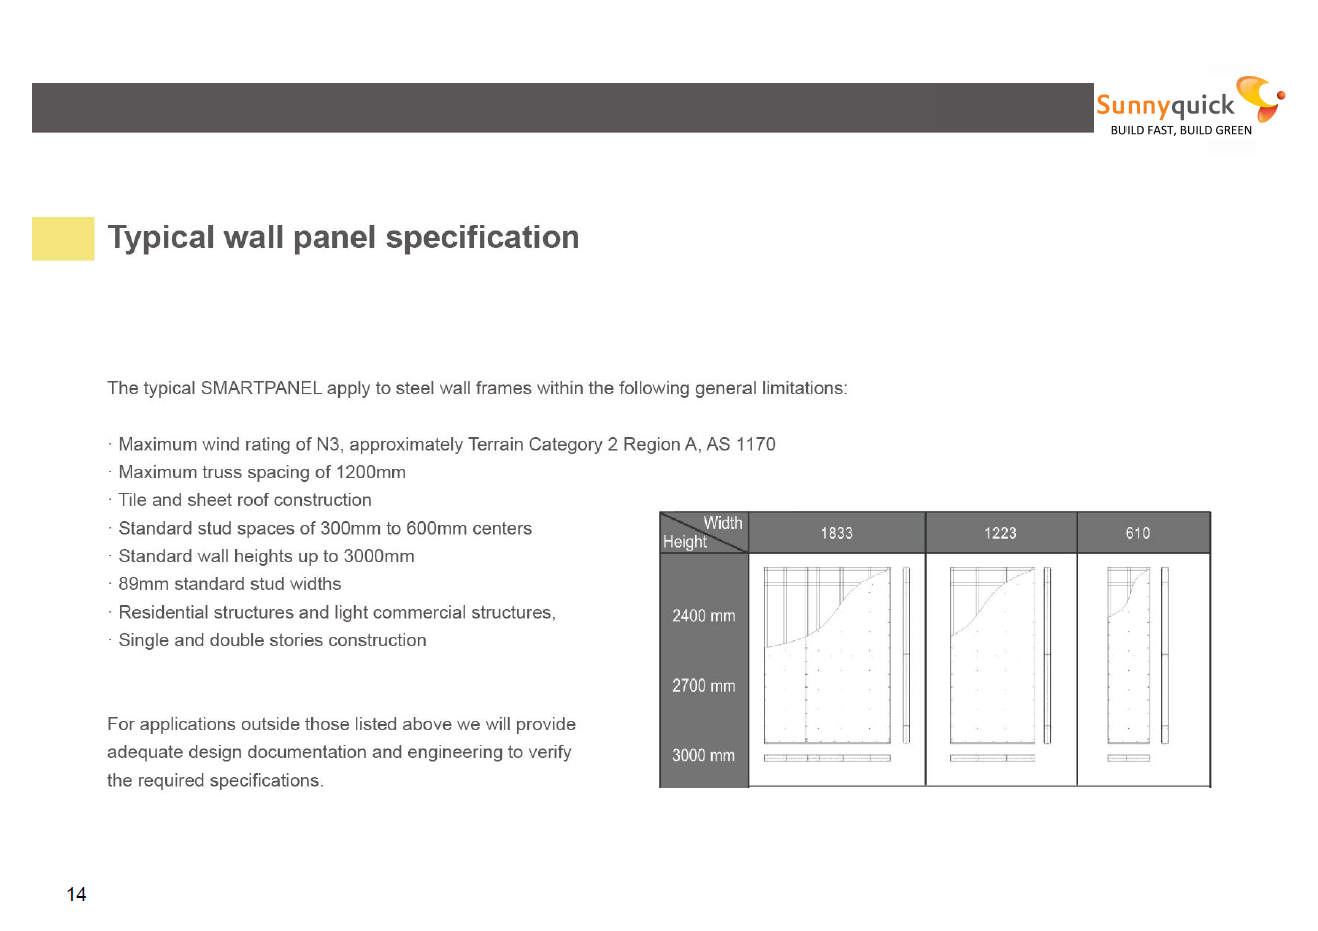 Sunnyquick
BUILD FAST, BUILD GREEN
Typical wall panel specification
The typical SMARTPANEL apply to steel wall frames within the following general limitations:
· Maximum wind rating of N3, approximately Terrain Category 2 Region A, AS 1170
· Maximum truss spacing of 1200mm
· Tile and sheet roof construction
· Standard stud spaces of 300mm to 600mm centers
· Standard wall heights up to 3000mm
· 89mm standard stud widths
· Residential structures and light commercial structures,
· Single and double stories construction
For applications outside those listed above we will provide
adequate design documentation and engineering to verify
the required specifications.
Width
Height
1833
1223
610
2400 mm
2700 mm
3000 mm
14